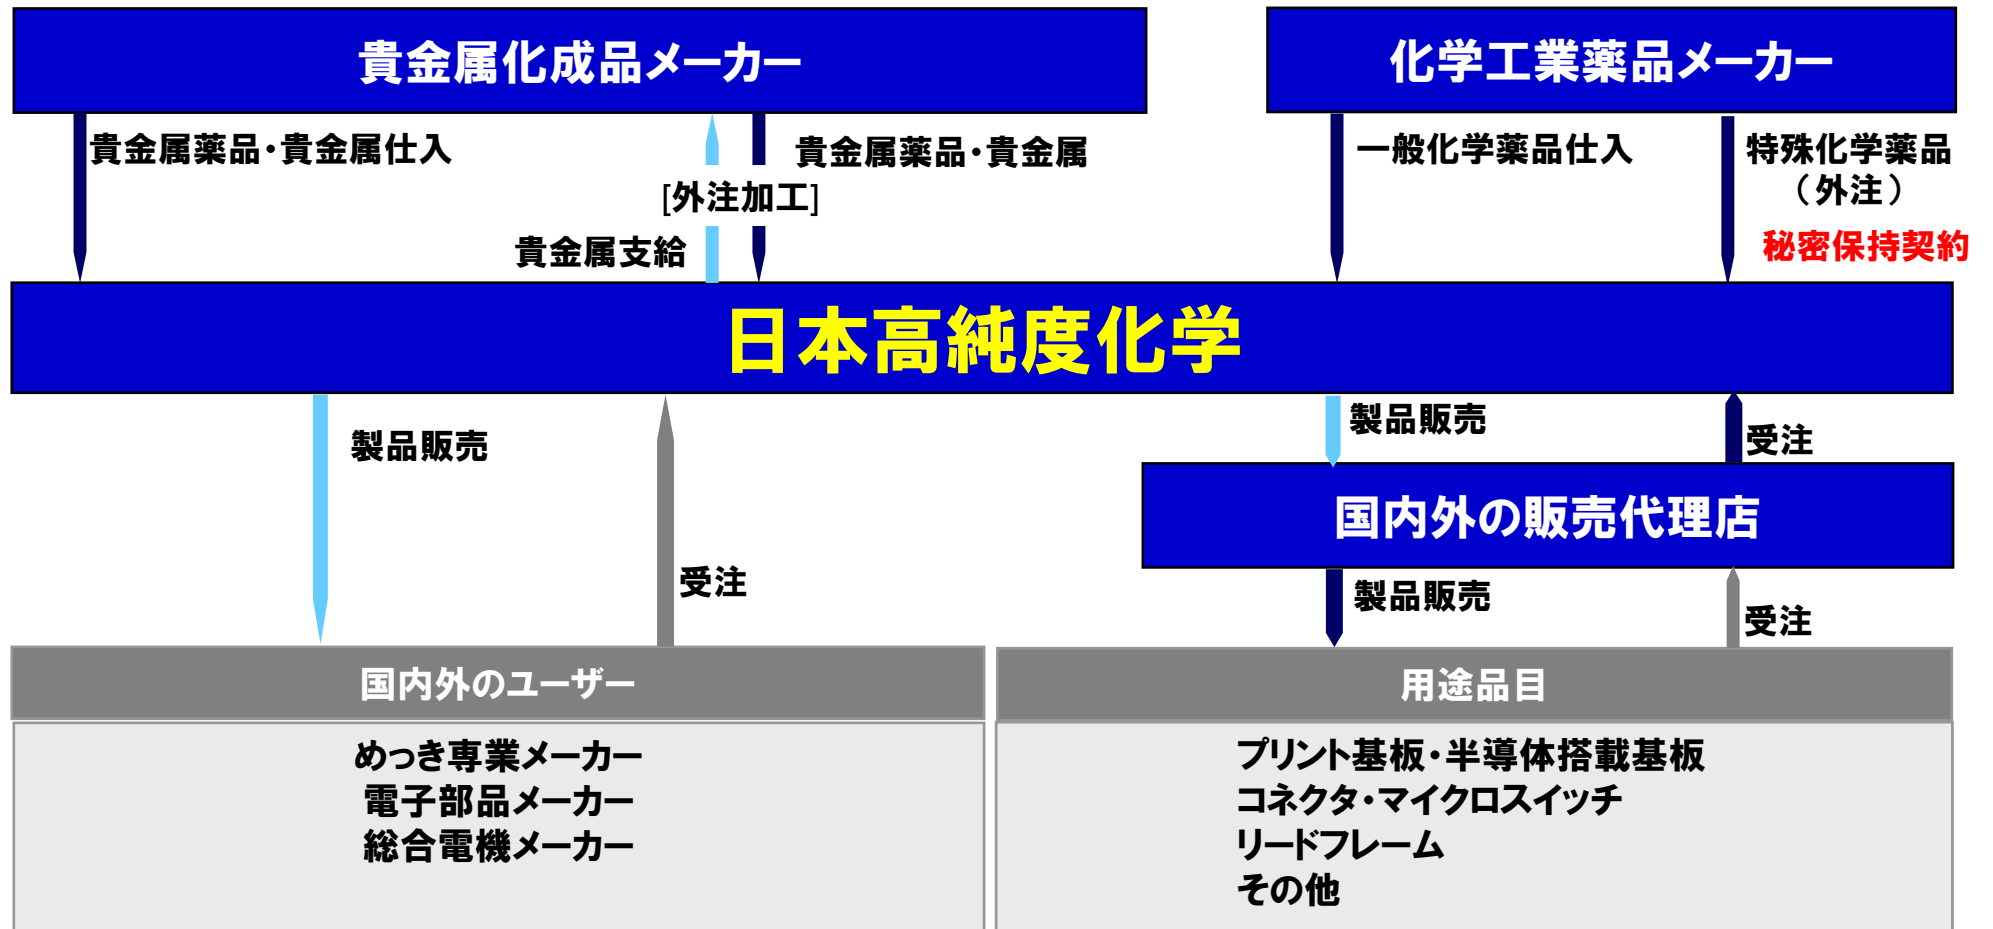 貴金属化成品メーカー
化学工業薬品メーカー
貴金属薬品・貴金属仕入
貴金属薬品・貴金属
[外注加工]
貴金属支給
一般化学薬品仕入
特殊化学薬品
（外注）
秘密保持契約
日本高純度化学
製品販売
受注
製品販売
受注
国内外の販売代理店
製品販売
受注
国内外のユーザー
めっき専業メーカー
電子部品メーカー
総合電機メーカー
用途品目
プリント基板・半導体搭載基板
コネクタ・マイクロスイッチ
リードフレーム
その他